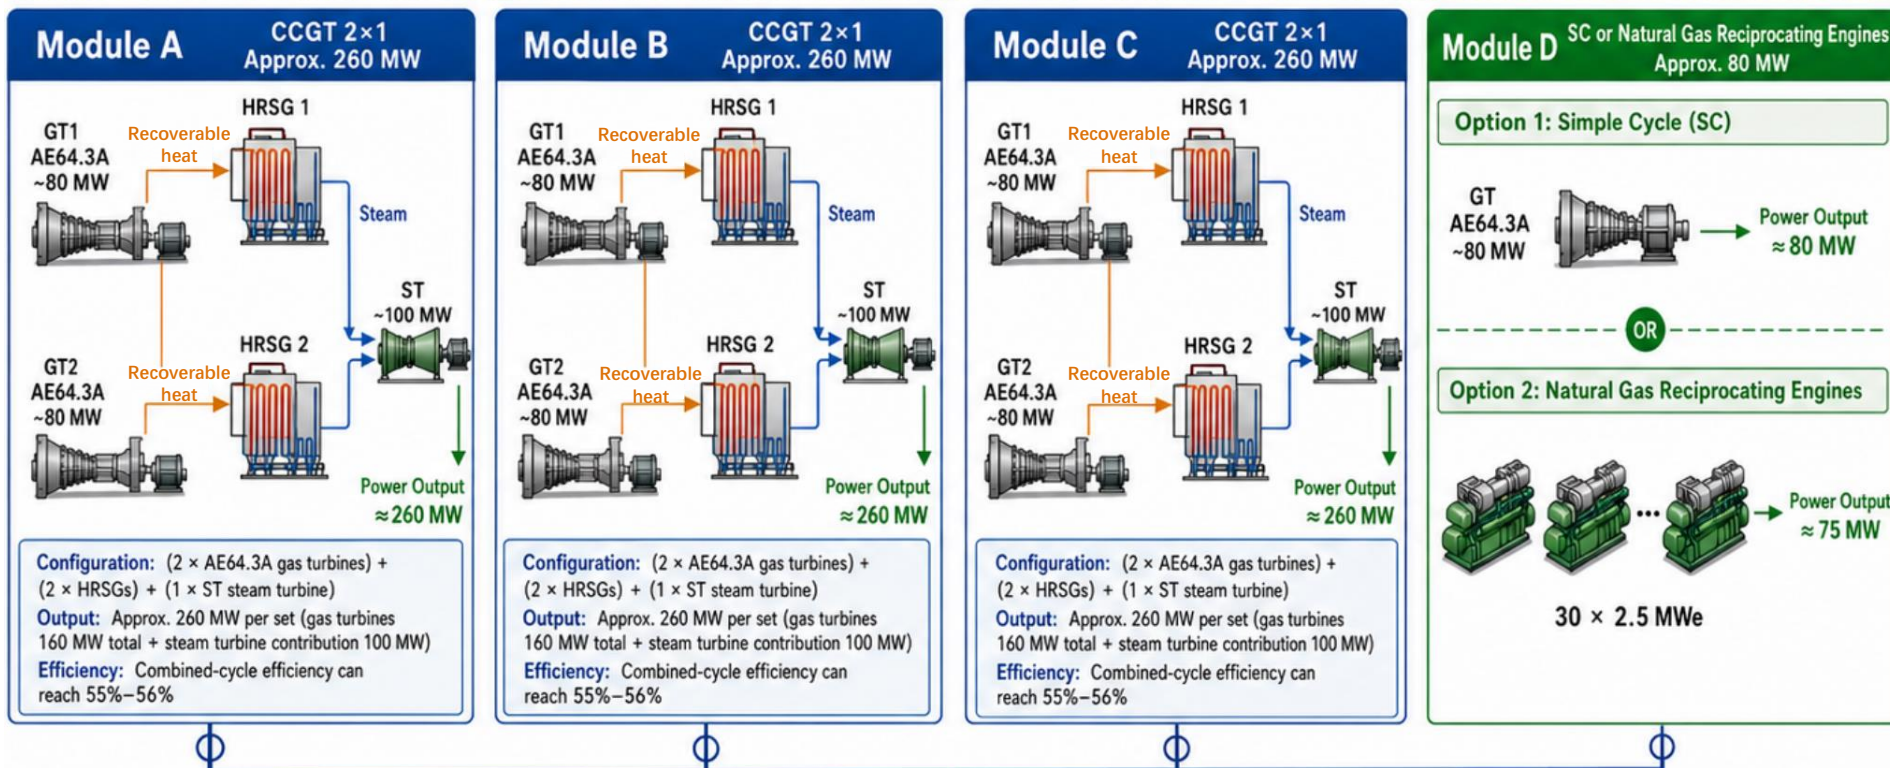 Module A
CCGT 2×1
Approx. 260 MW
HRSG 1
GT1
AE64.3A
~80 MW
Recoverable
heat
Steam
ST
~100 MW
HRSG 2
GT2
AE64.3A
~80 MW
Recoverable
heat
Power Output
≈260 MW
Configuration: (2 × AE64.3A gas turbines) +
(2 × HRSGs) + (1 × ST steam turbine)
Output: Approx. 260 MW per set (gas turbines
160 MW total + steam turbine contribution 100 MW)
Efficiency: Combined-cycle efficiency can
reach 55%–56%
Module B
CCGT 2×1
Approx. 260 MW
HRSG 1
GT1
AE64.3A
~80 MW
Recoverable
heat
Steam
ST
~100 MW
HRSG 2
GT2
AE64.3A
~80 MW
Recoverable
heat
Power Output
≈260 MW
Configuration: (2 × AE64.3A gas turbines) +
(2 × HRSGs) + (1 × ST steam turbine)
Output: Approx. 260 MW per set (gas turbines
160 MW total + steam turbine contribution 100 MW)
Efficiency: Combined-cycle efficiency can
reach 55%–56%
Module C
CCGT 2×1
Approx. 260 MW
HRSG 1
GT1
AE64.3A
~80 MW
Recoverable
heat
Steam
ST
~100 MW
HRSG 2
GT2
AE64.3A
~80 MW
Recoverable
heat
Power Output
≈260 MW
Configuration: (2 × AE64.3A gas turbines) +
(2 × HRSGs) + (1 × ST steam turbine)
Output: Approx. 260 MW per set (gas turbines
160 MW total + steam turbine contribution 100 MW)
Efficiency: Combined-cycle efficiency can
reach 55%–56%
Module D
SC or Natural Gas Reciprocating Engines
Approx. 80 MW
Option 1: Simple Cycle (SC)
GT
AE64.3A
~80 MW
Power Output
≈80 MW
OR
Option 2: Natural Gas Reciprocating Engines
Power Output
≈75 MW
30 × 2.5 MWe